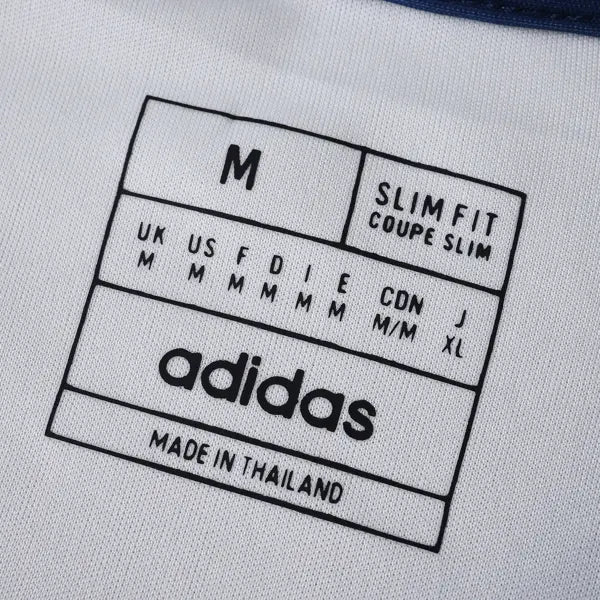 M
SLIM FIT
COUPE SLIM
UK US F D I E CDN J
M M M M M M M/M XL
adidas
MADE IN THAILAND